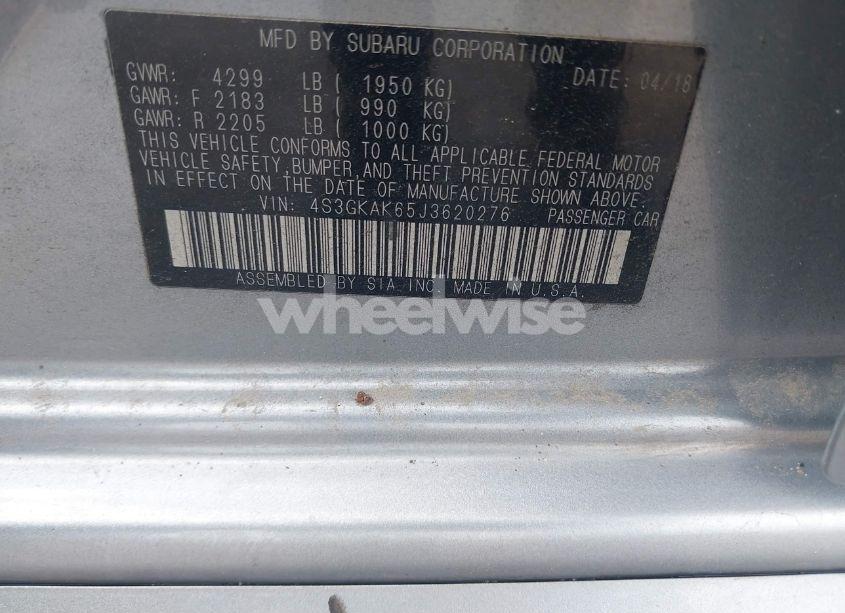 MFD BY SUBARU CORPORATION
GVWR: 4299 LB ( 1950 KG) DATE: 04/18
GAWR: F 2183 LB ( 990 KG)
GAWR: R 2205 LB ( 1000 KG)
THIS VEHICLE CONFORMS TO ALL APPLICABLE FEDERAL MOTOR
VEHICLE SAFETY,BUMPER,AND THEFT PREVENTION STANDARDS
IN EFFECT ON THE DATE OF MANUFACTURE SHOWN ABOVE.
VIN: 4S3GKAK65J3620276 PASSENGER CAR
ASSEMBLED BY SIA,INC. MADE IN U.S.A.
wheelwise